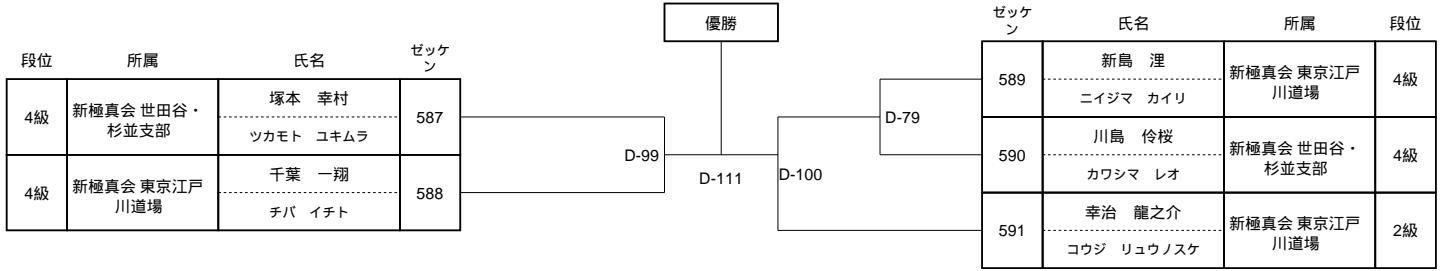 優勝
段位 所属 氏名 ゼッケ
ン
4級 新極真会 世田谷・
杉並支部 塚本 幸村 587
ツカモト ユキムラ
4級 新極真会 東京江戸
川道場 千葉 一翔 588
チバ イチト
D-99
D-111
D-100
D-79
ゼッケ
ン 氏名 所属 段位
589 新島 浬 新極真会 東京江戸
川道場 4級
ニイジマ カイリ
590 川島 伶桜 新極真会 世田谷・
杉並支部 4級
カワシマ レオ
591 幸治 龍之介 新極真会 東京江戸
川道場 2級
コウジ リュウノスケ